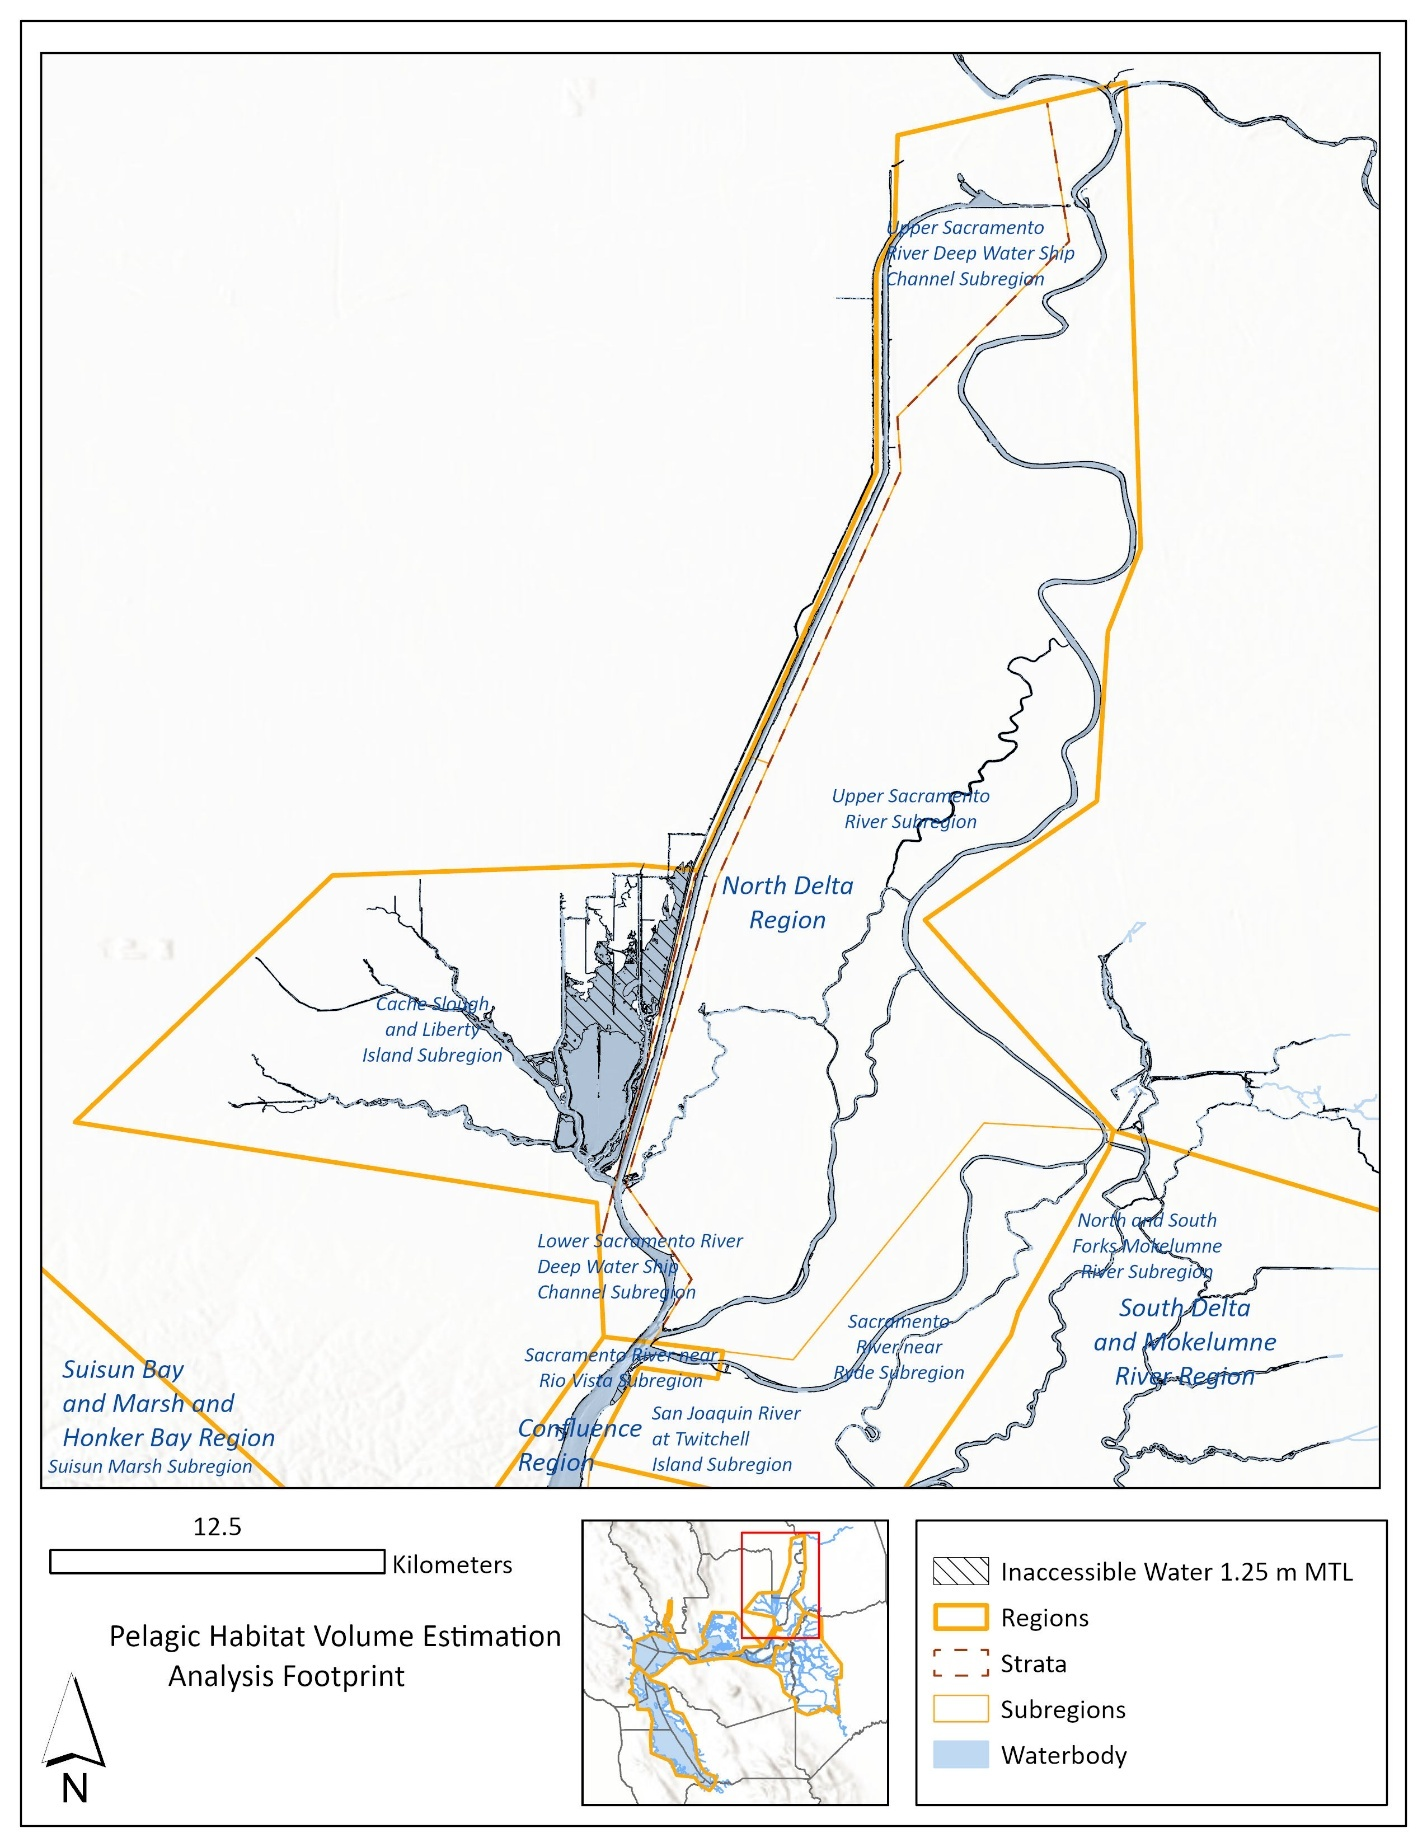 Upper Sacramento
River Deep Water Ship
Channel Subregion
Upper Sacramento
River Subregion
North Delta
Region
Cache Slough
and Liberty
Island Subregion
Lower Sacramento River
Deep Water Ship
Channel Subregion
North and South
Forks Mokelumne
River Subregion
South Delta
and Mokelumne
River Region
Sacramento
River near
Ryde Subregion
Sacramento River near
Rio Vista Subregion
Suisun Bay
and Marsh and
Honker Bay Region
Suisun Marsh Subregion
Confluence
Region
San Joaquin River
at Twitchell
Island Subregion
12.5
Kilometers
Pelagic Habitat Volume Estimation
Analysis Footprint
N
Inaccessible Water 1.25 m MTL
Regions
Strata
Subregions
Waterbody